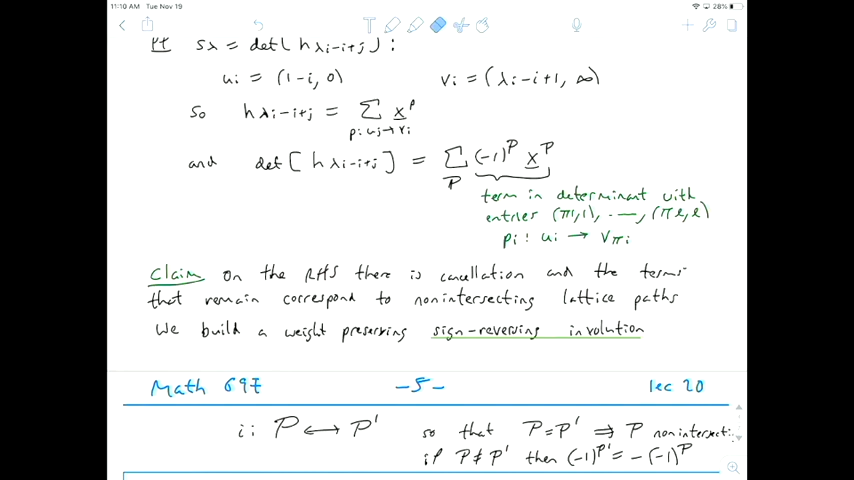 11:10 AM Tue Nov 19
28%
Pf sλ = det(hλi-i+j):
ui = (1-i, 0) vi = (λi-i+1, ∞)
so hλi-i+j = ∑ x^p
p: uj→vi
and det[hλi-i+j] = ∑ (-1)^P x^P
P
term in determinant with
entries (π1,1), ..., (πl,l)
pi: ui → vπi
Claim On the RHS there is cancellation and the terms
that remain correspond to nonintersecting lattice paths
We build a weight preserving sign-reversing involution
Math 697 -5- lec 20
i: P ↔ P' so that P=P' ⇒ P nonintersecti
if P≠P' then (-1)^P' = -(-1)^P